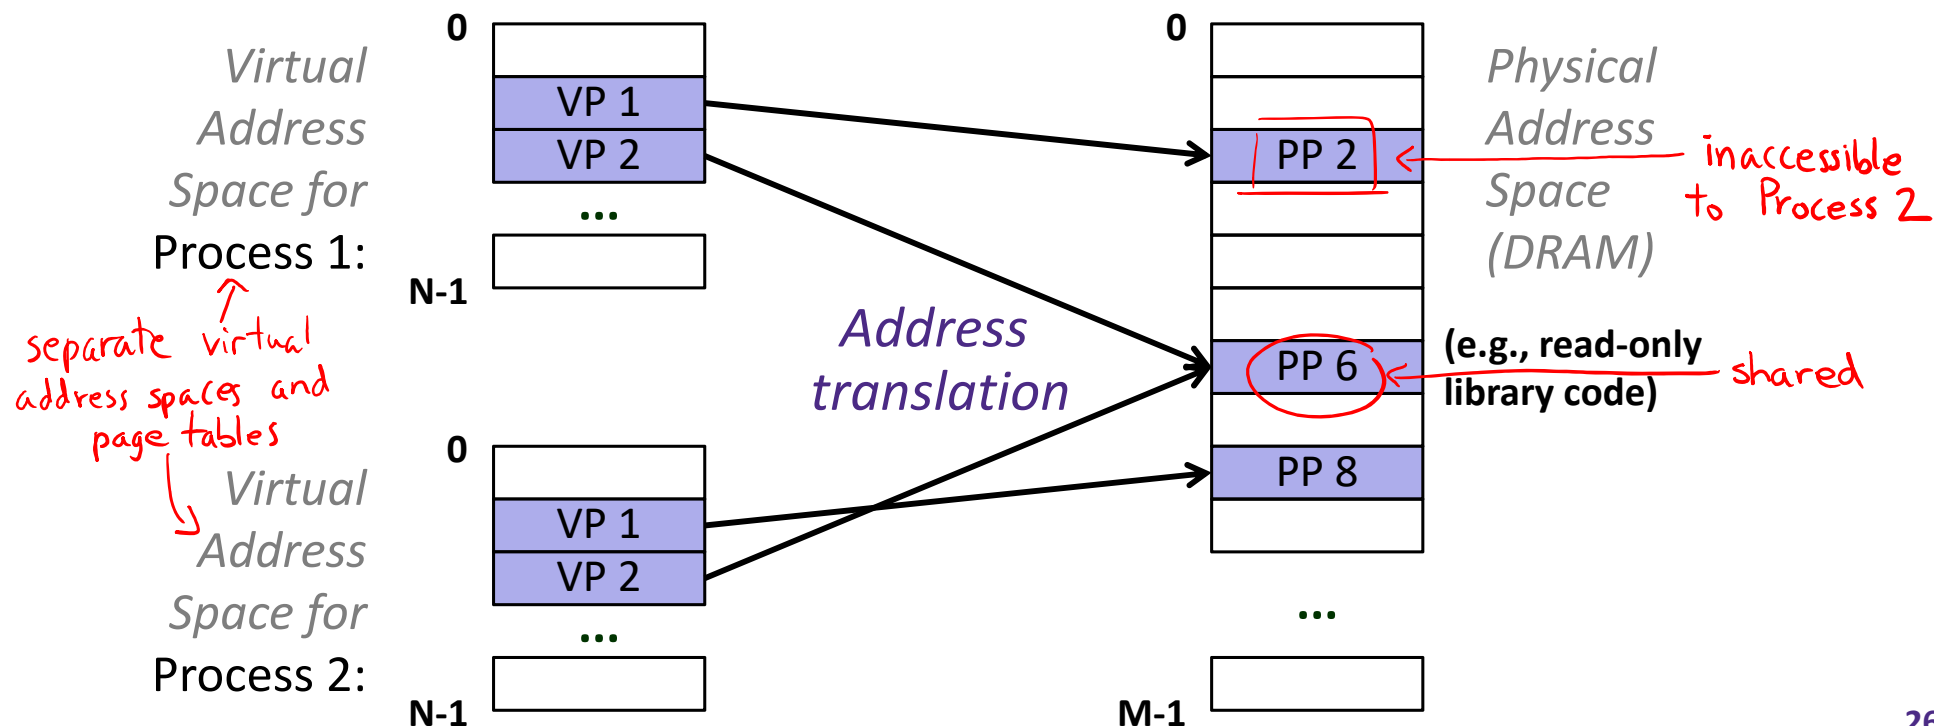 0
Virtual
Address
Space for
Process 1:
VP 1
VP 2
...
N-1
separate virtual
address spaces and
page tables
0
Virtual
Address
Space for
Process 2:
VP 1
VP 2
...
N-1
Address
translation
0
PP 2
PP 6
PP 8
...
M-1
Physical
Address
Space
(DRAM)
inaccessible
to Process 2
(e.g., read-only
library code)
shared
26